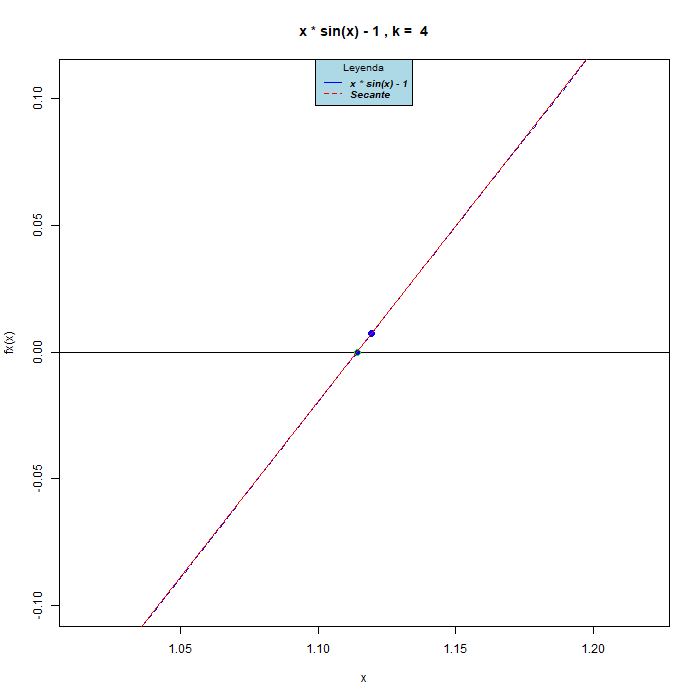 x * sin(x) - 1 , k =  4
Leyenda
x * sin(x) - 1
Secante
0.10
0.05
0.00
-0.05
-0.10
fx(x)
1.05 1.10 1.15 1.20
x